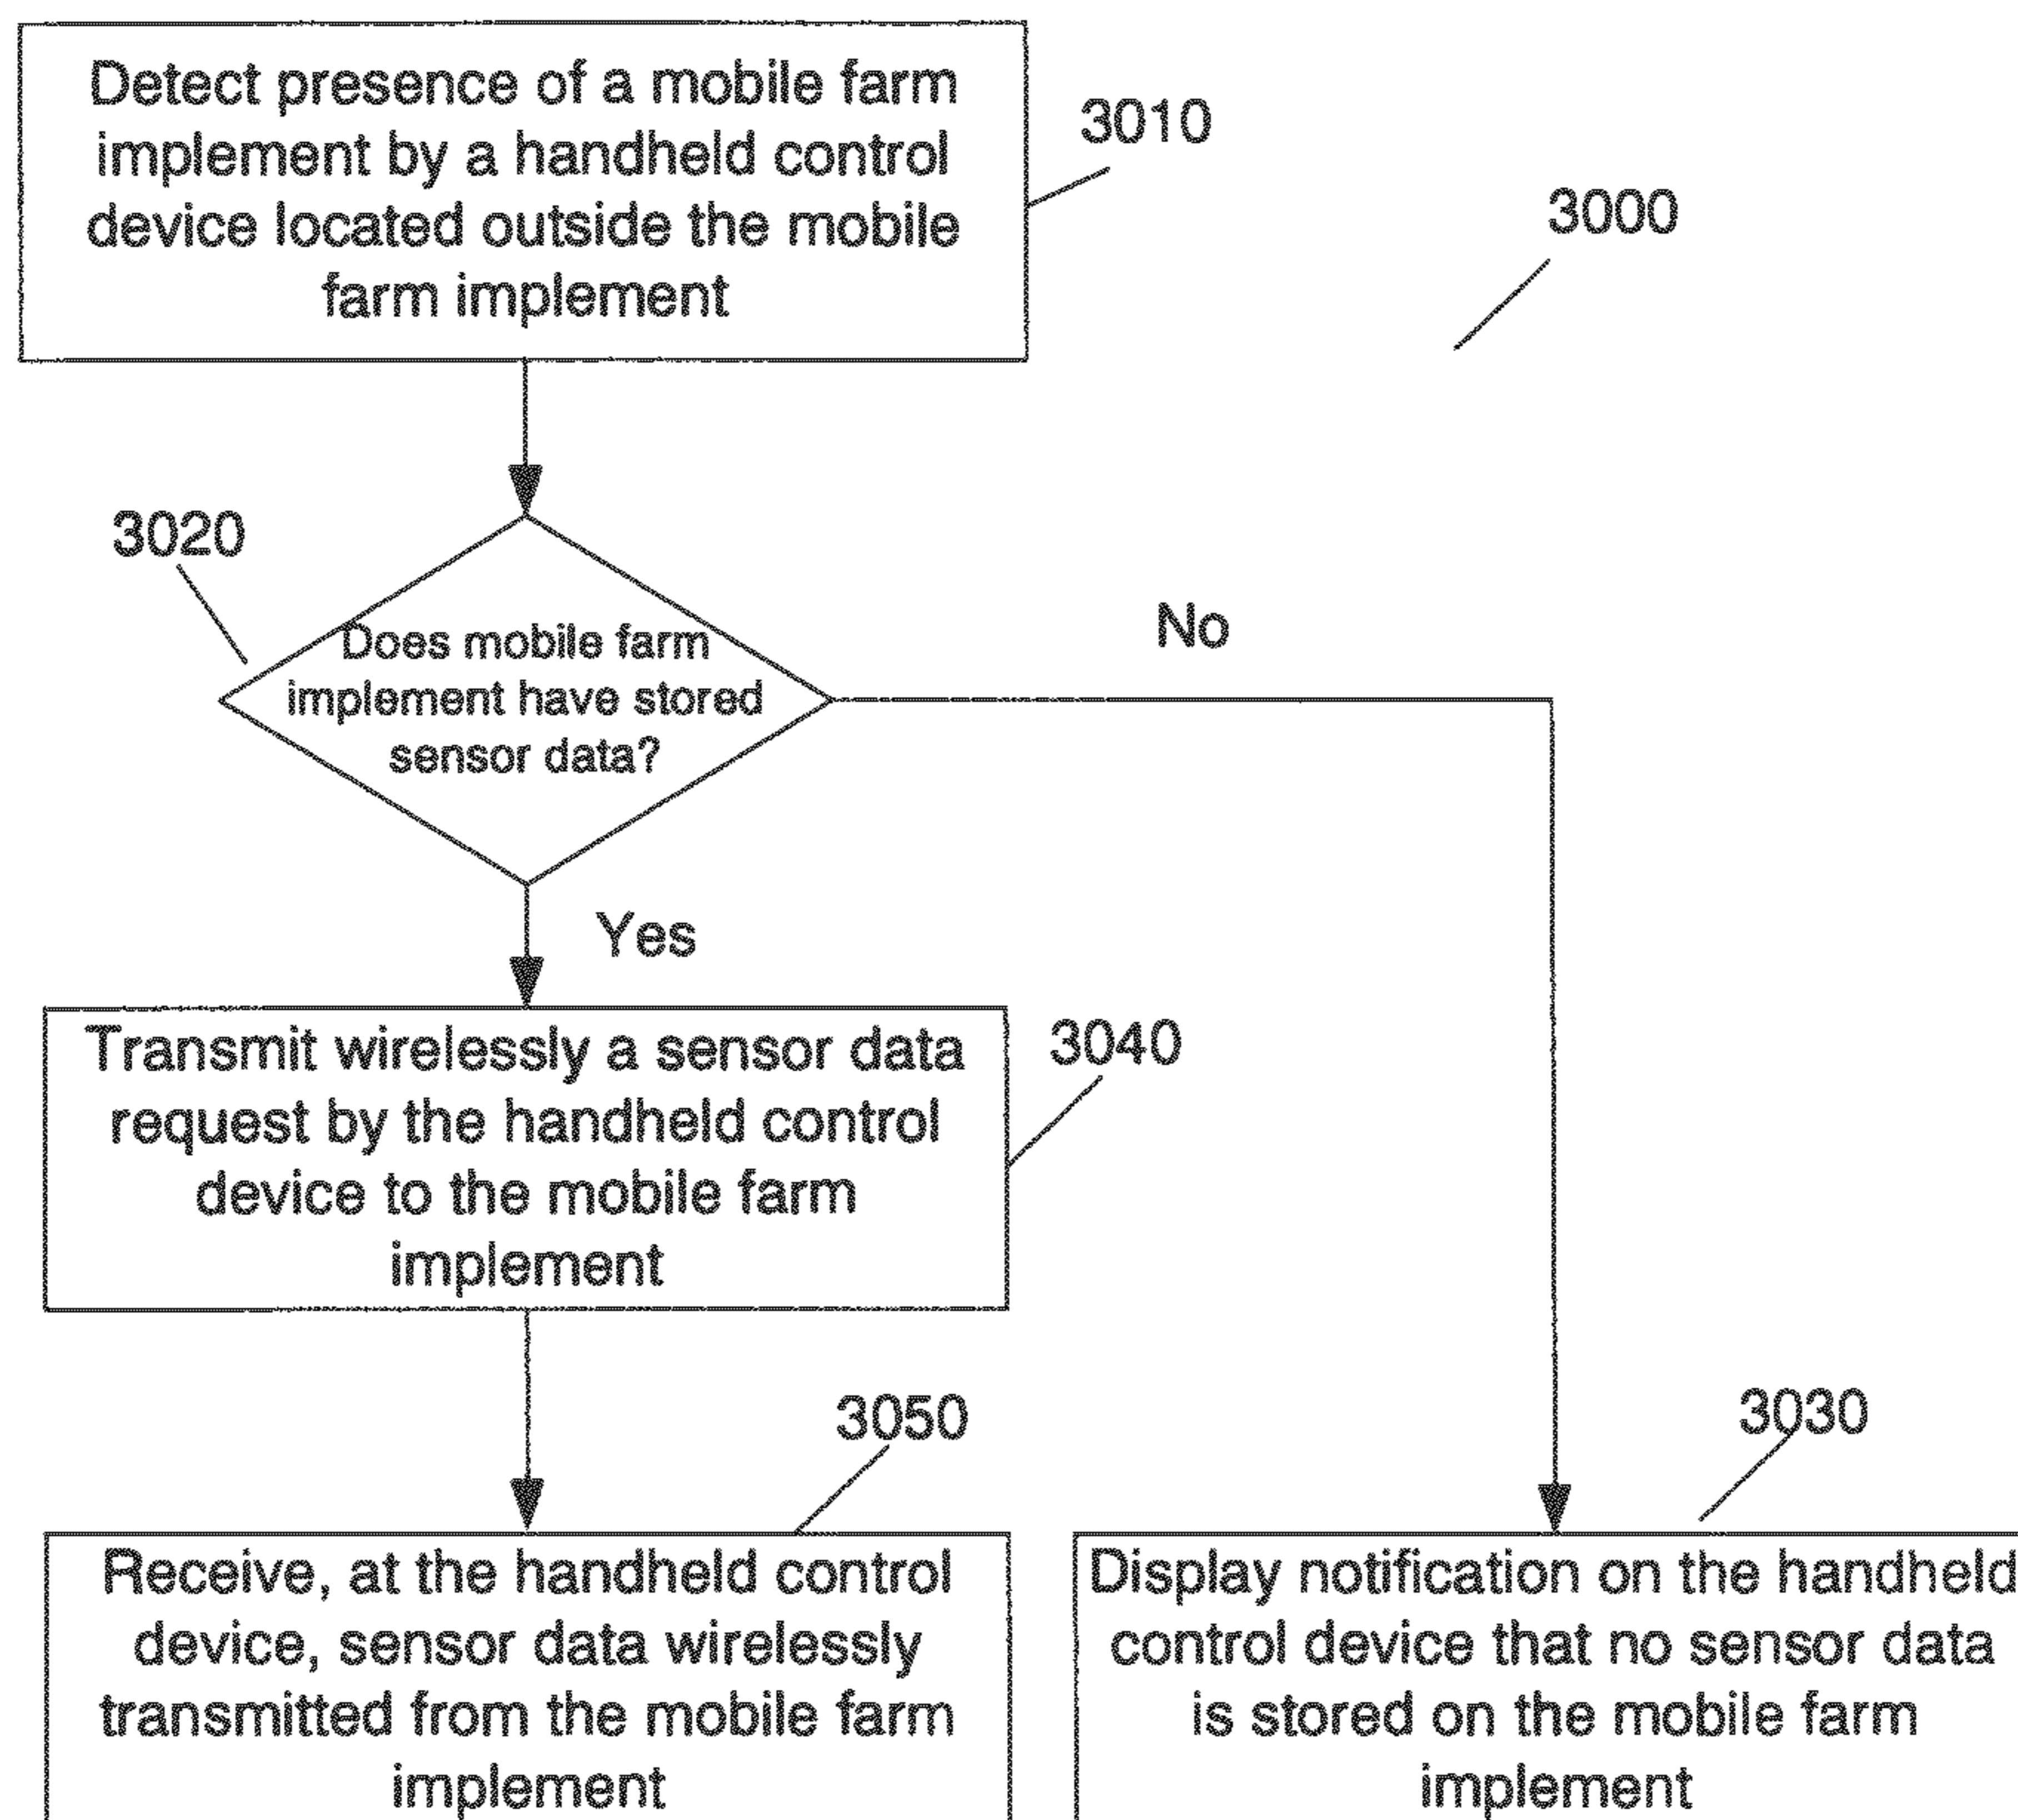 Detect presence of a mobile farm
implement by a handheld control
device located outside the mobile
farm implement
3010
3000
3020
Does mobile farm
implement have stored
sensor data?
No
Yes
Transmit wirelessly a sensor data
request by the handheld control
device to the mobile farm
implement
3040
3050
Receive, at the handheld control
device, sensor data wirelessly
transmitted from the mobile farm
implement
3030
Display notification on the handheld
control device that no sensor data
is stored on the mobile farm
implement